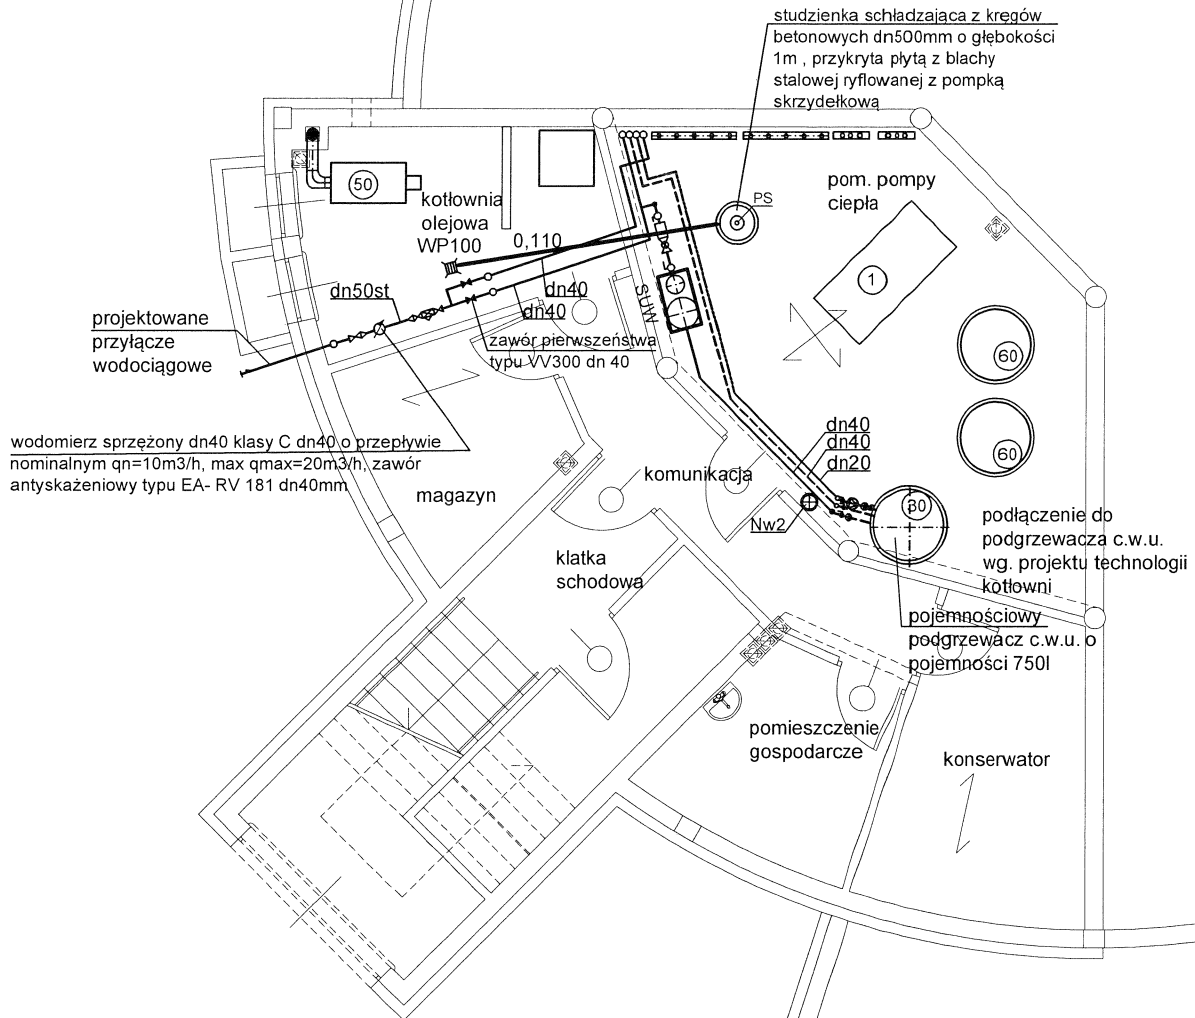 studzienka schładzająca z kręgów
betonowych dn500mm o głębokości
1m , przykryta płytą z blachy
stalowej ryflowanej z pompką
skrzydełkową
50
kotłownia
olejowa
WP100
0,110
PS
pom. pompy
ciepła
1
SUW
dn50st
dn40
dn40
projektowane
przyłącze
wodociągowe
zawór pierwszeństwa
typu VV300 dn 40
60
60
wodomierz sprzężony dn40 klasy C dn40 o przepływie
nominalnym qn=10m3/h, max qmax=20m3/h, zawór
antyskażeniowy typu EA- RV 181 dn40mm
magazyn
komunikacja
dn40
dn40
dn20
Nw2
30
klatka
schodowa
podłączenie do
podgrzewacza c.w.u.
wg. projektu technologii
kotłowni
pojemnościowy
podgrzewacz c.w.u. o
pojemności 750l
pomieszczenie
gospodarcze
konserwator